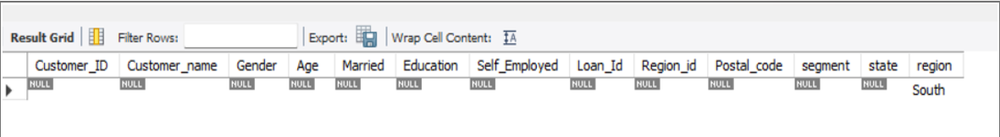 Result Grid Filter Rows: Export: Wrap Cell Content: IA
Customer_ID Customer_name Gender Age Married Education Self_Employed Loan_Id Region_id Postal_code segment state region
NULL NULL NULL NULL NULL NULL NULL NULL NULL NULL NULL NULL South